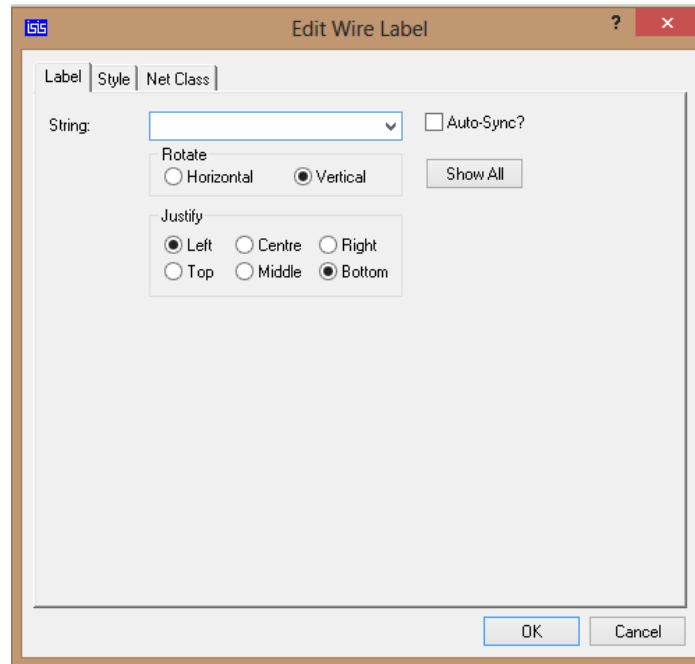 isis Edit Wire Label ? ×
Label Style Net Class
String: Auto-Sync?
Rotate
Horizontal Vertical Show All
Justify
Left Centre Right
Top Middle Bottom
OK Cancel